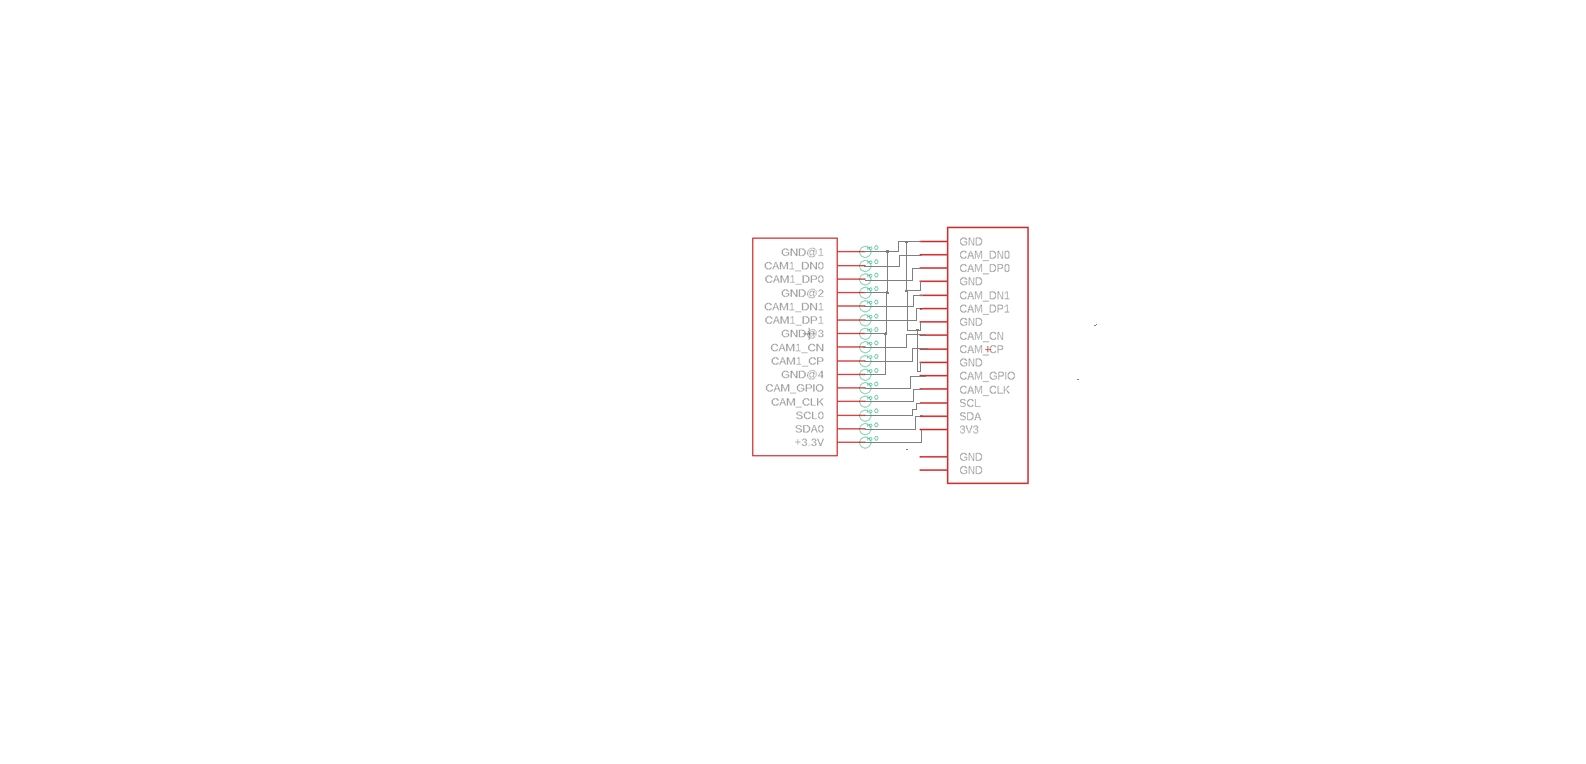 GND@1
CAM1_DN0
CAM1_DP0
GND@2
CAM1_DN1
CAM1_DP1
GND@3
CAM1_CN
CAM1_CP
GND@4
CAM_GPIO
CAM_CLK
SCL0
SDA0
+3.3V
GND
CAM_DN0
CAM_DP0
GND
CAM_DN1
CAM_DP1
GND
CAM_CN
CAM_CP
GND
CAM_GPIO
CAM_CLK
SCL
SDA
3V3
GND
GND